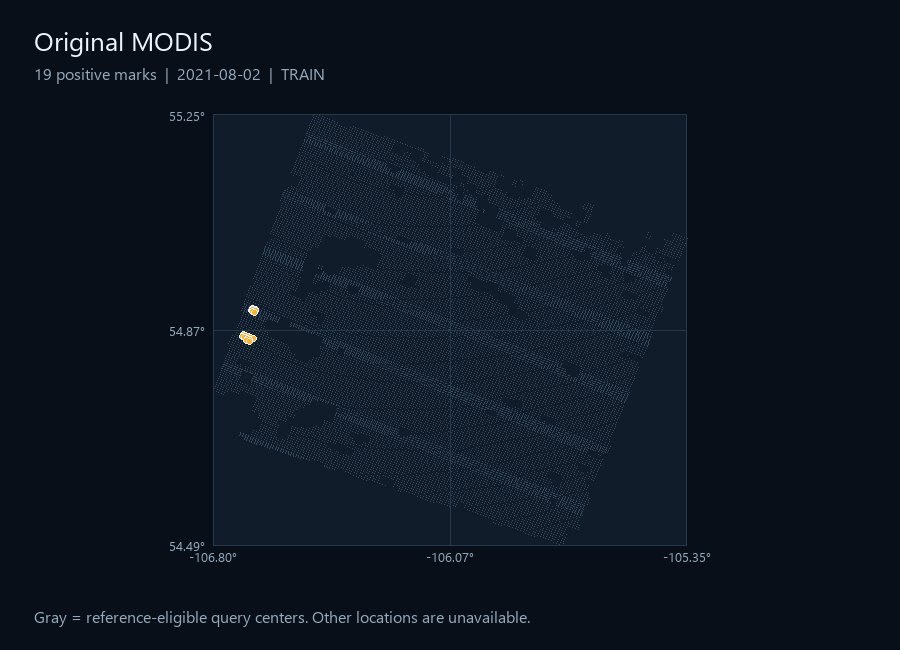 Original MODIS
19 positive marks | 2021-08-02 | TRAIN
55.25°
54.87°
54.49°
-106.80°
-106.07°
-105.35°
Gray = reference-eligible query centers. Other locations are unavailable.